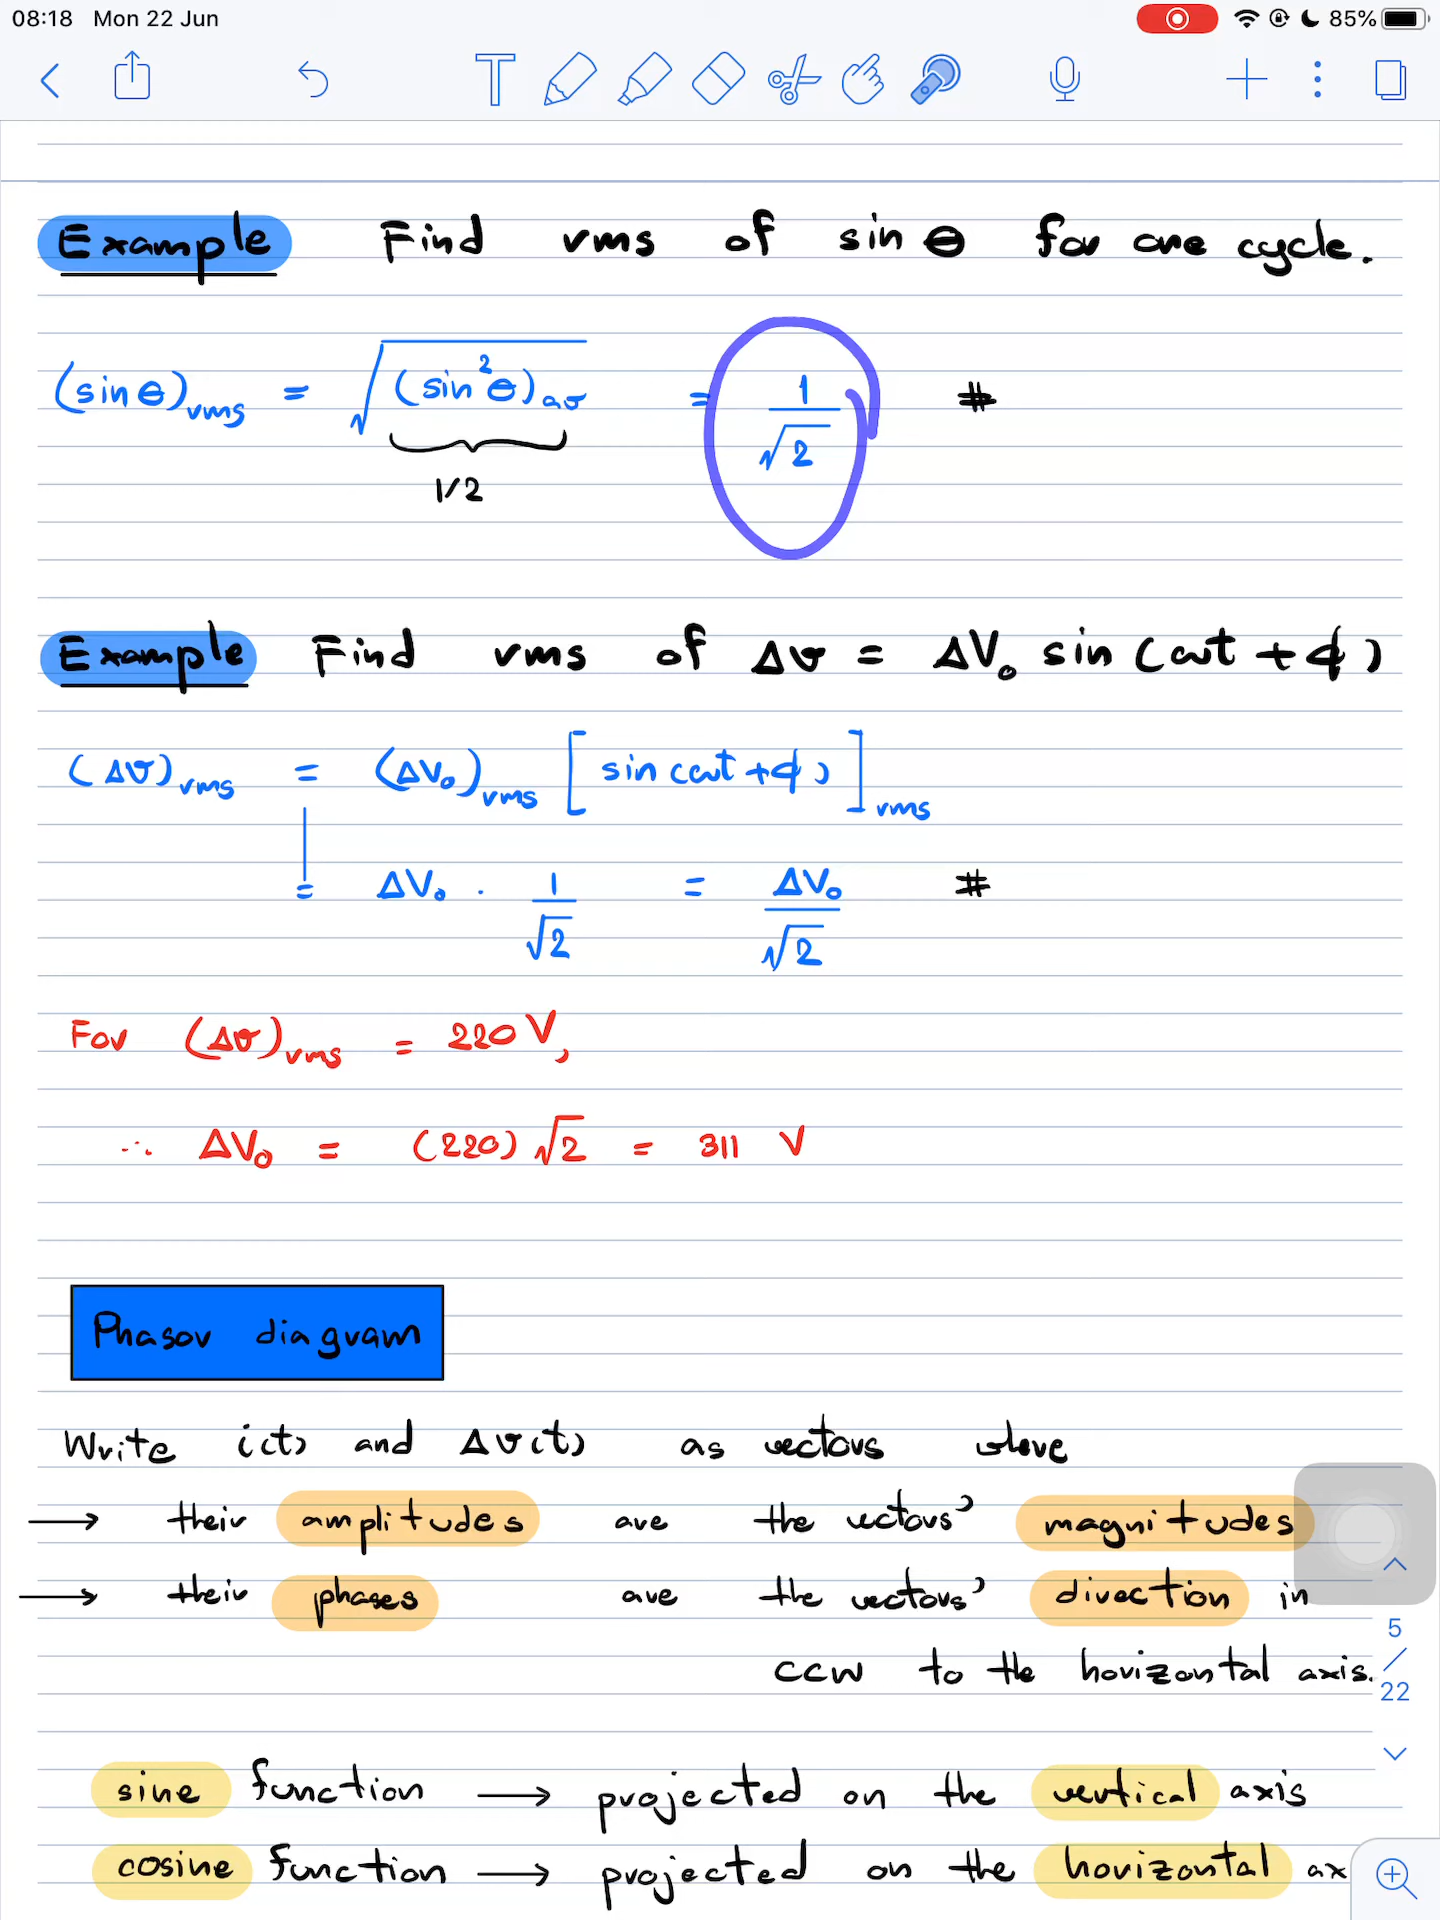 08:18 Mon 22 Jun 85%
T
Example Find rms of sin θ for one cycle.
(sin θ)rms = √(sin²θ)av = 1/√2 #
1/2
Example Find rms of Δv = ΔV₀ sin (ωt + ϕ)
(Δv)rms = (ΔV₀)rms [sin (ωt + ϕ)]rms
= ΔV₀ · 1/√2 = ΔV₀/√2 #
For (Δv)rms = 220 V,
∴ ΔV₀ = (220) √2 = 311 V
Phasor diagram
Write i(t) and Δv(t) as vectors where
→ their amplitudes are the vectors' magnitudes
→ their phases are the vectors' direction in
CCW to the horizontal axis.
5
/
22
sine function → projected on the vertical axis
cosine function → projected on the horizontal ax